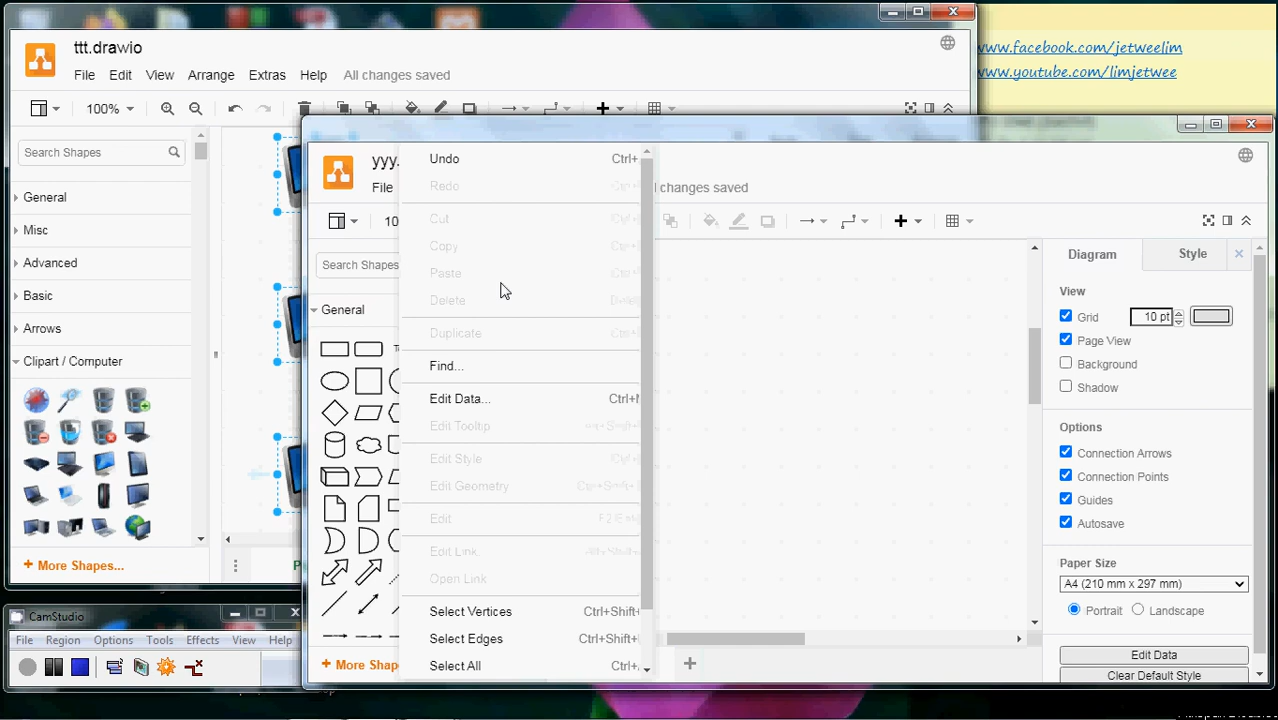 ttt.drawio
www.facebook.com/jetweelim
www.youtube.com/limjetwee
File Edit View Arrange Extras Help All changes saved
100%
Search Shapes
General
Misc
Advanced
Basic
Arrows
Clipart / Computer
+ More Shapes...
yyy.
File changes saved
10
Search Shapes
General
+ More Shap
Undo Ctrl+
Redo
Cut
Copy
Paste
Delete
Duplicate
Find...
Edit Data... Ctrl+
Edit Tooltip
Edit Style
Edit Geometry
Edit
Edit Link
Open Link
Select Vertices Ctrl+Shift+
Select Edges Ctrl+Shift+
Select All Ctrl+
Diagram Style
View
Grid 10 pt
Page View
Background
Shadow
Options
Connection Arrows
Connection Points
Guides
Autosave
Paper Size
A4 (210 mm x 297 mm)
Portrait Landscape
Edit Data
Clear Default Style
CamStudio
File Region Options Tools Effects View Help